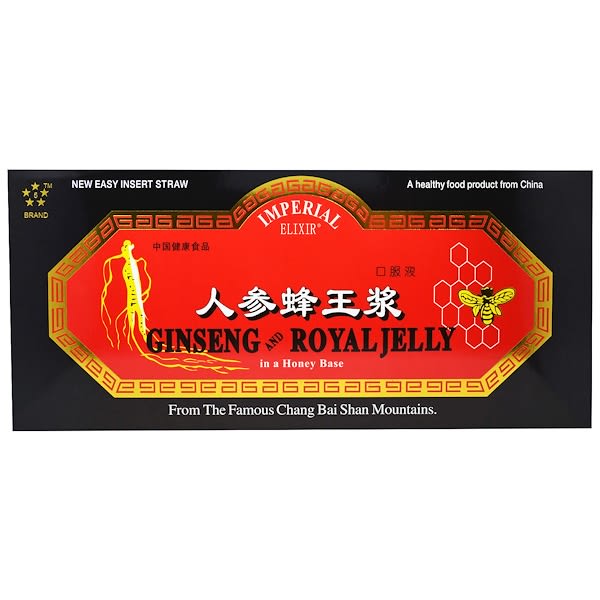 TM
6
BRAND
NEW EASY INSERT STRAW
A healthy food product from China
IMPERIAL
ELIXIR®
中国健康食品
口服液
人参蜂王浆
GINSENG AND ROYAL JELLY
in a Honey Base
From The Famous Chang Bai Shan Mountains.